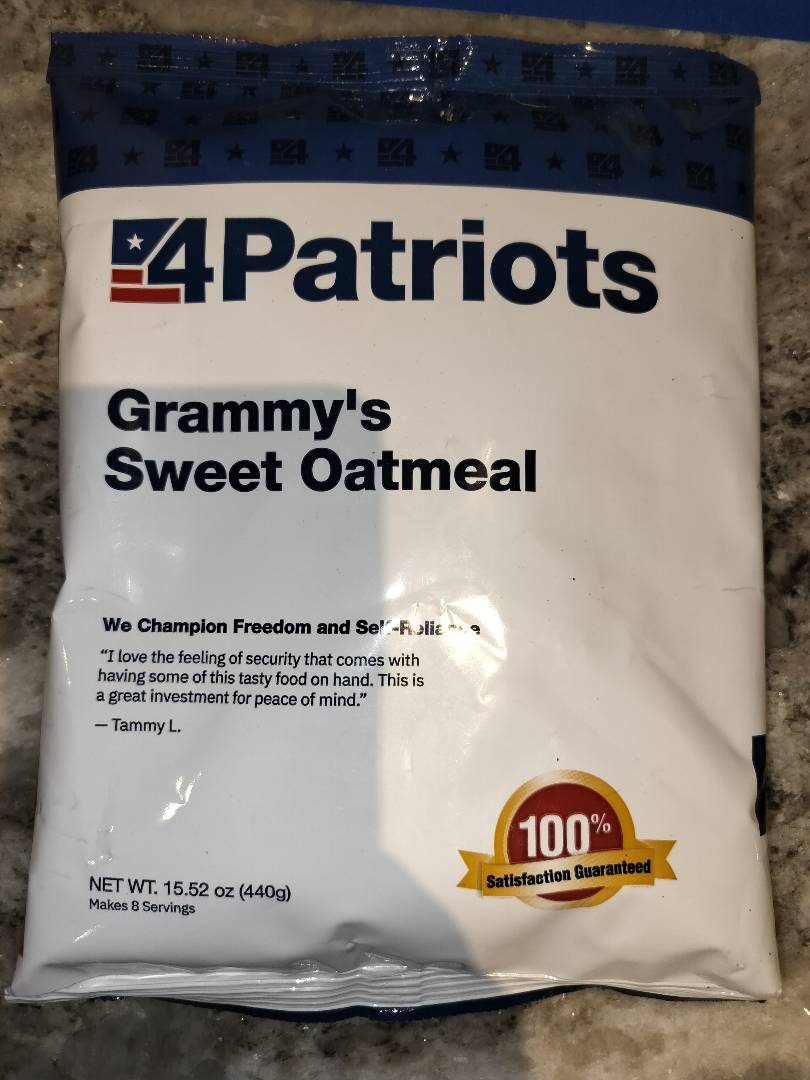 4Patriots
Grammy's
Sweet Oatmeal
We Champion Freedom and Self-Reliance
“I love the feeling of security that comes with
having some of this tasty food on hand. This is
a great investment for peace of mind.”
— Tammy L.
100%
Satisfaction Guaranteed
NET WT. 15.52 oz (440g)
Makes 8 Servings